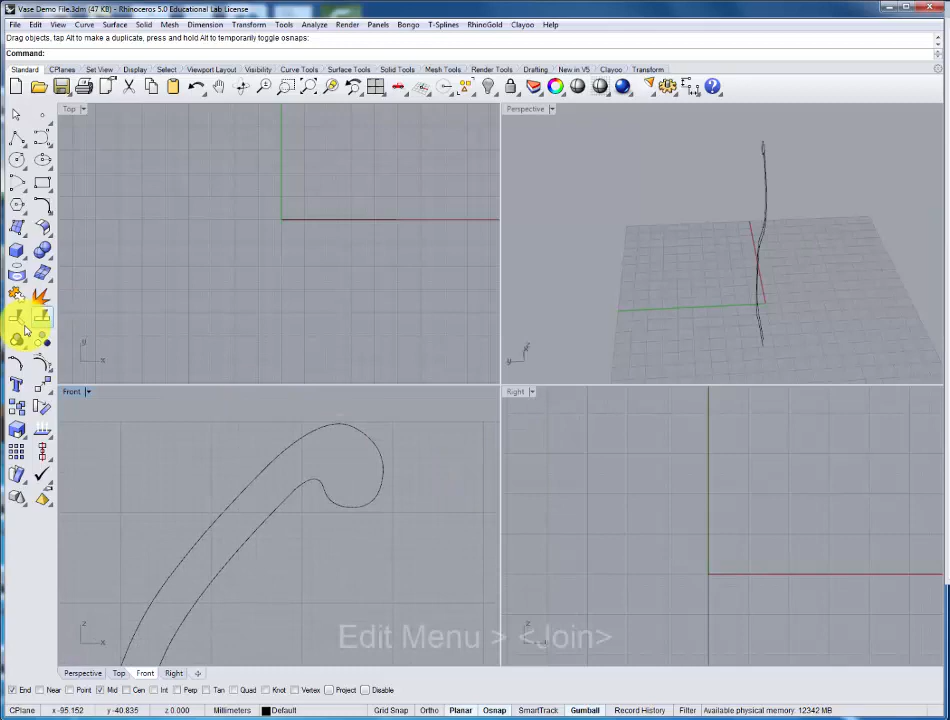 Vase Demo File.3dm (47 KB) - Rhinoceros 5.0 Educational Lab License
File Edit View Curve Surface Solid Mesh Dimension Transform Tools Analyze Render Panels Bongo T-Splines RhinoGold Clayoo Help
Drag objects, tap Alt to make a duplicate, press and hold Alt to temporarily toggle osnaps:
Command:
Standard CPlanes Set View Display Select Viewport Layout Visibility Curve Tools Surface Tools Solid Tools Mesh Tools Render Tools Drafting New in V5 Clayoo Transform
Top
Perspective
y x
y x
Front
Right
z x
z
Edit Menu > <Join>
Perspective Top Front Right
End Near Point Mid Cen Int Perp Tan Quad Knot Vertex Project Disable
CPlane x -95.152 y -40.835 z 0.000 Millimeters Default Grid Snap Ortho Planar Osnap SmartTrack Gumball Record History Filter Available physical memory: 12342 MB